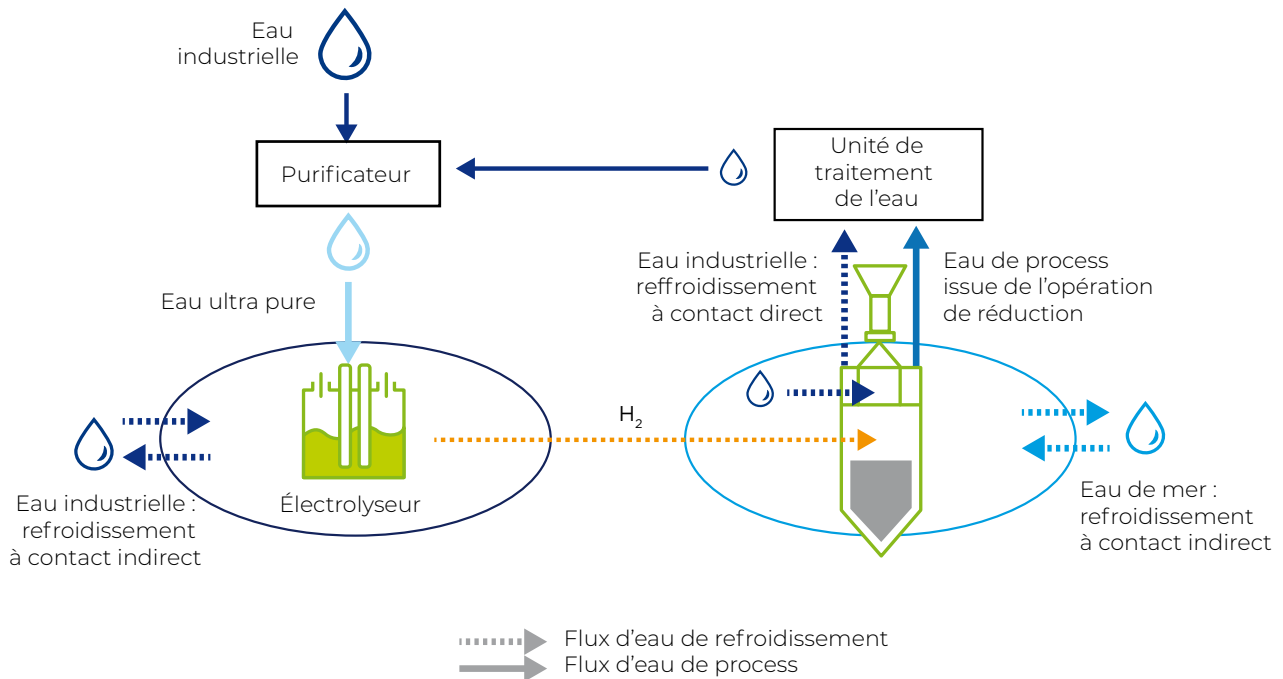 Eau
industrielle
Purificateur
Unité de
traitement
de l'eau
Eau ultra pure
Eau industrielle :
reffroidissement
à contact direct
Eau de process
issue de l'opération
de réduction
H₂
Eau industrielle :
refroidissement
à contact indirect
Électrolyseur
Eau de mer :
refroidissement
à contact indirect
Flux d'eau de refroidissement
Flux d'eau de process